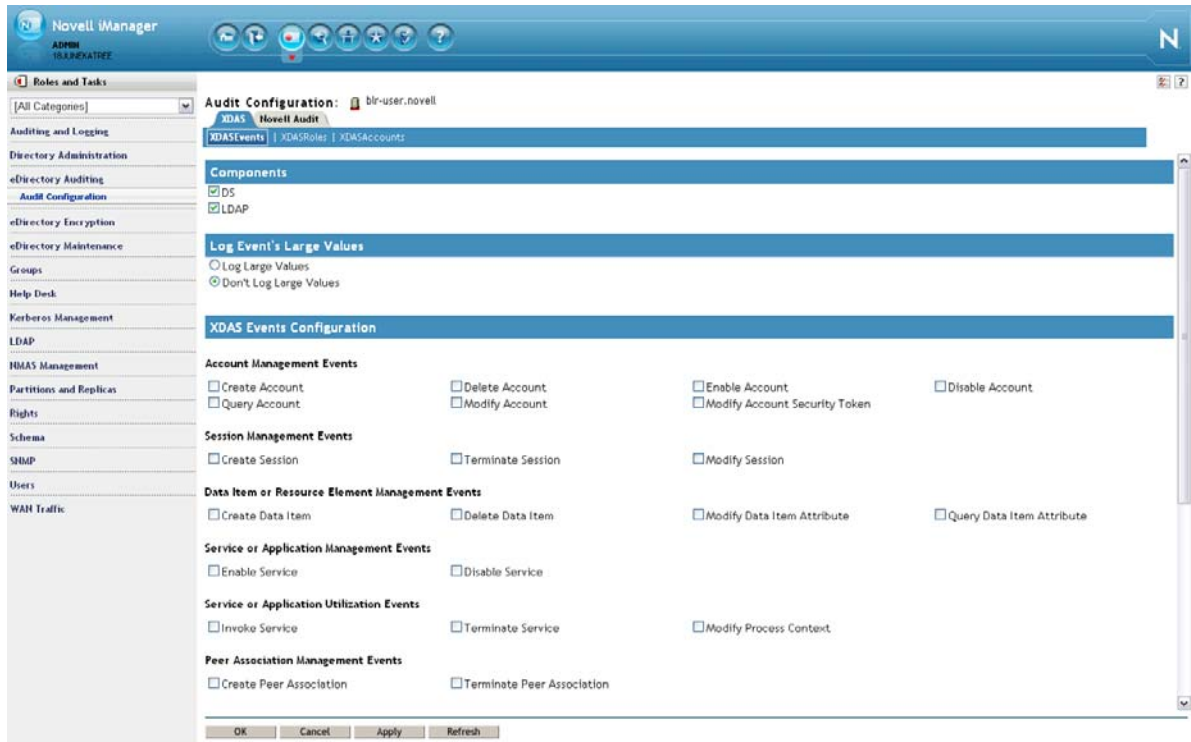 Novell iManager
ADMIN
18JUNEKATREE
N
Roles and Tasks
[All Categories]
Auditing and Logging
Directory Administration
eDirectory Auditing
Audit Configuration
eDirectory Encryption
eDirectory Maintenance
Groups
Help Desk
Kerberos Management
LDAP
NMAS Management
Partitions and Replicas
Rights
Schema
SNMP
Users
WAN Traffic
Audit Configuration: blr-user.novell
XDAS Novell Audit
XDASEvents | XDASRoles | XDASAccounts
Components
DS
LDAP
Log Event's Large Values
Log Large Values
Don't Log Large Values
XDAS Events Configuration
Account Management Events
Create Account Delete Account Enable Account Disable Account
Query Account Modify Account Modify Account Security Token
Session Management Events
Create Session Terminate Session Modify Session
Data Item or Resource Element Management Events
Create Data Item Delete Data Item Modify Data Item Attribute Query Data Item Attribute
Service or Application Management Events
Enable Service Disable Service
Service or Application Utilization Events
Invoke Service Terminate Service Modify Process Context
Peer Association Management Events
Create Peer Association Terminate Peer Association
OK Cancel Apply Refresh